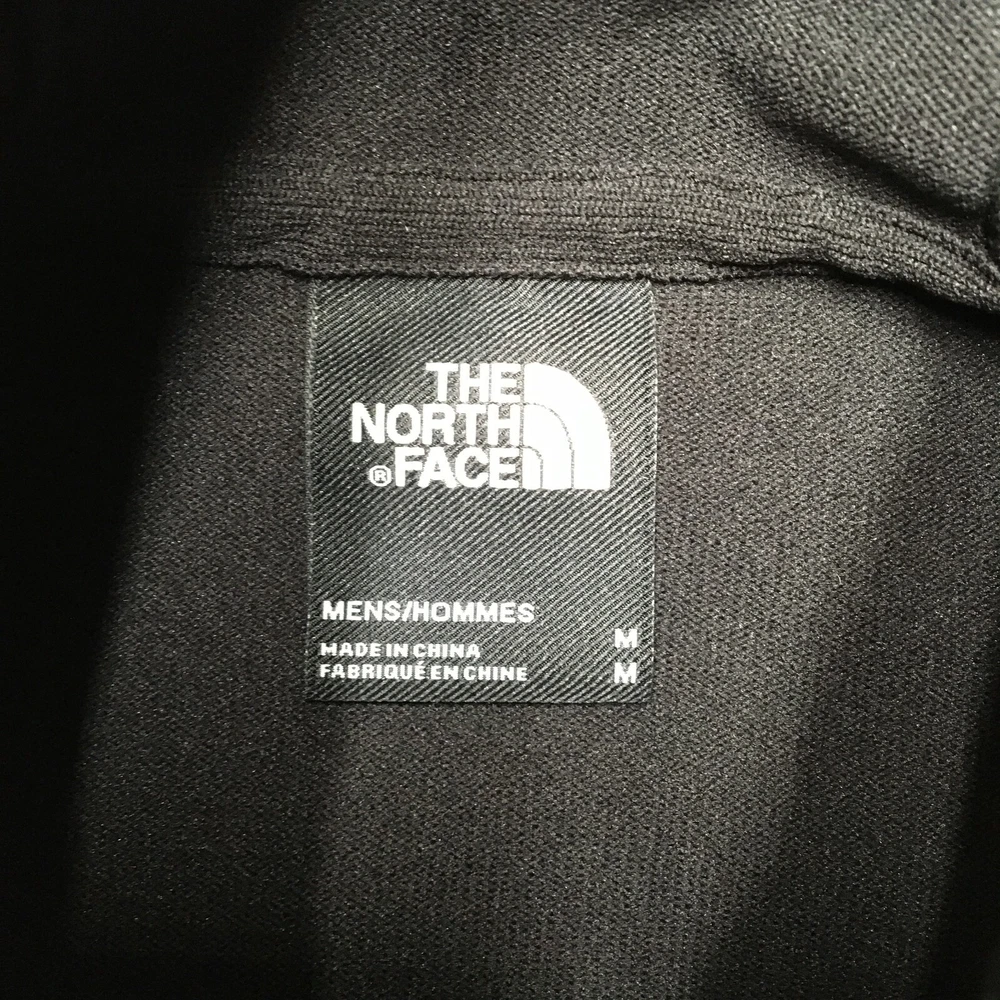 THE
NORTH
® FACE
MENS/HOMMES
MADE IN CHINA M
FABRIQUÉ EN CHINE M